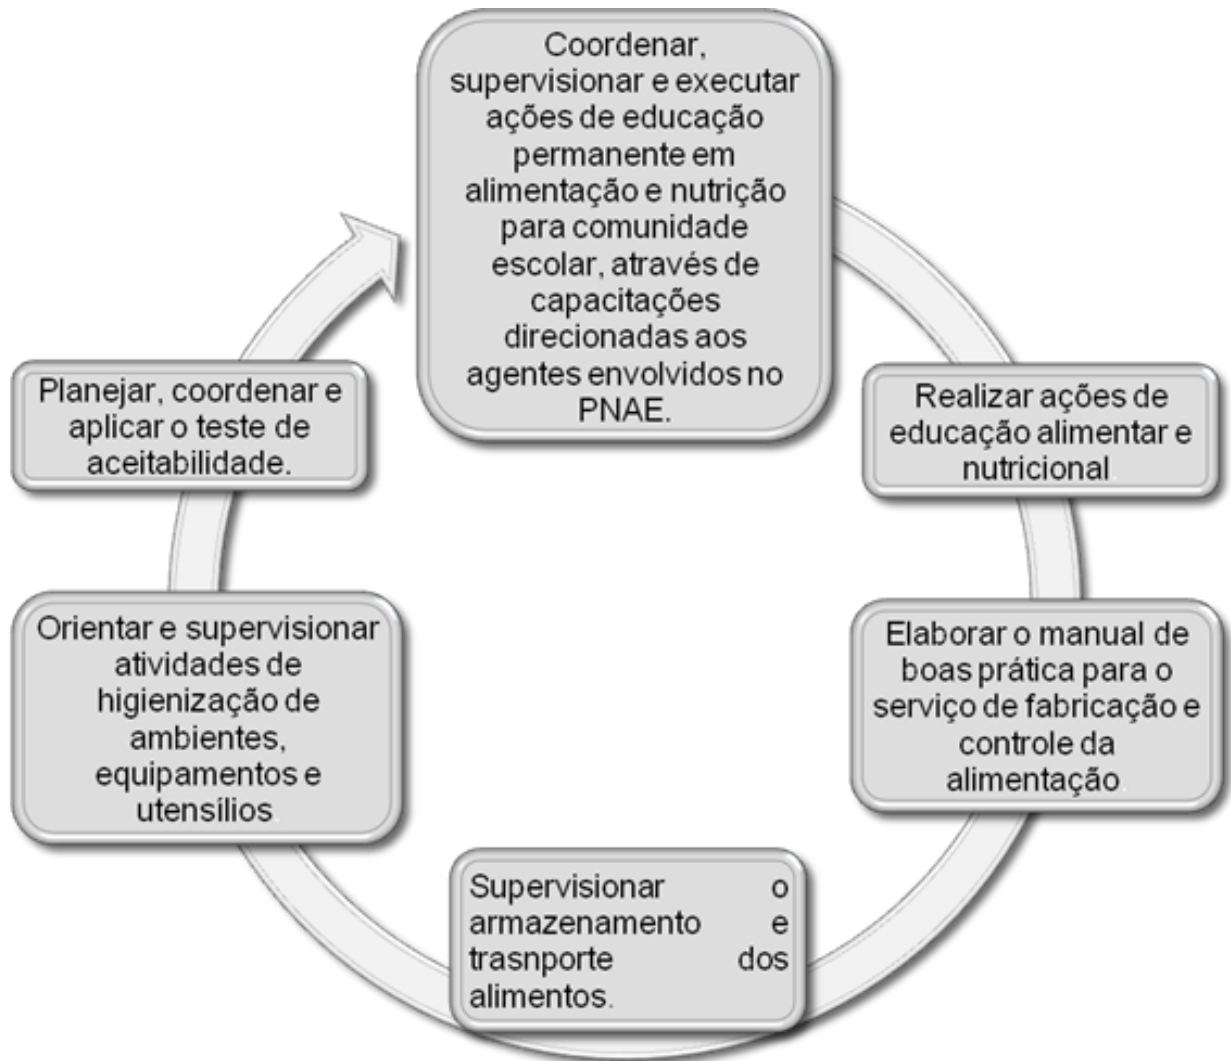 Coordenar,
supervisionar e executar
ações de educação
permanente em
alimentação e nutrição
para comunidade
escolar, através de
capacitações
direcionadas aos
agentes envolvidos no
PNAE.
Realizar ações de
educação alimentar e
nutricional.
Elaborar o manual de
boas prática para o
serviço de fabricação e
controle da
alimentação.
Supervisionar o
armazenamento e
trasnporte dos
alimentos.
Orientar e supervisionar
atividades de
higienização de
ambientes,
equipamentos e
utensílios.
Planejar, coordenar e
aplicar o teste de
aceitabilidade.